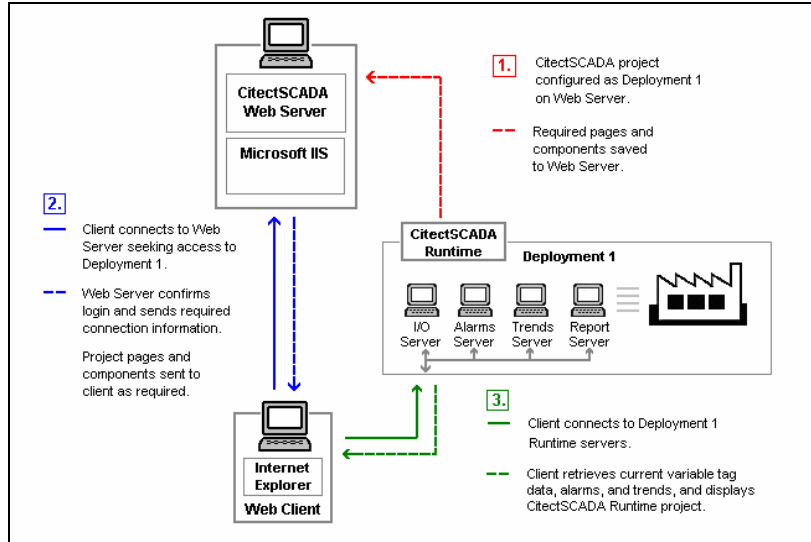 CitectSCADA
Web Server
Microsoft IIS
1.
CitectSCADA project
configured as Deployment 1
on Web Server.
Required pages and
components saved
to Web Server.
2.
Client connects to Web
Server seeking access to
Deployment 1.
Web Server confirms
login and sends required
connection information.
Project pages and
components sent to
client as required.
CitectSCADA
Runtime
Deployment 1
I/O
Server
Alarms
Server
Trends
Server
Report
Server
3.
Client connects to Deployment 1
Runtime servers.
Client retrieves current variable tag
data, alarms, and trends, and displays
CitectSCADA Runtime project.
Internet
Explorer
Web Client